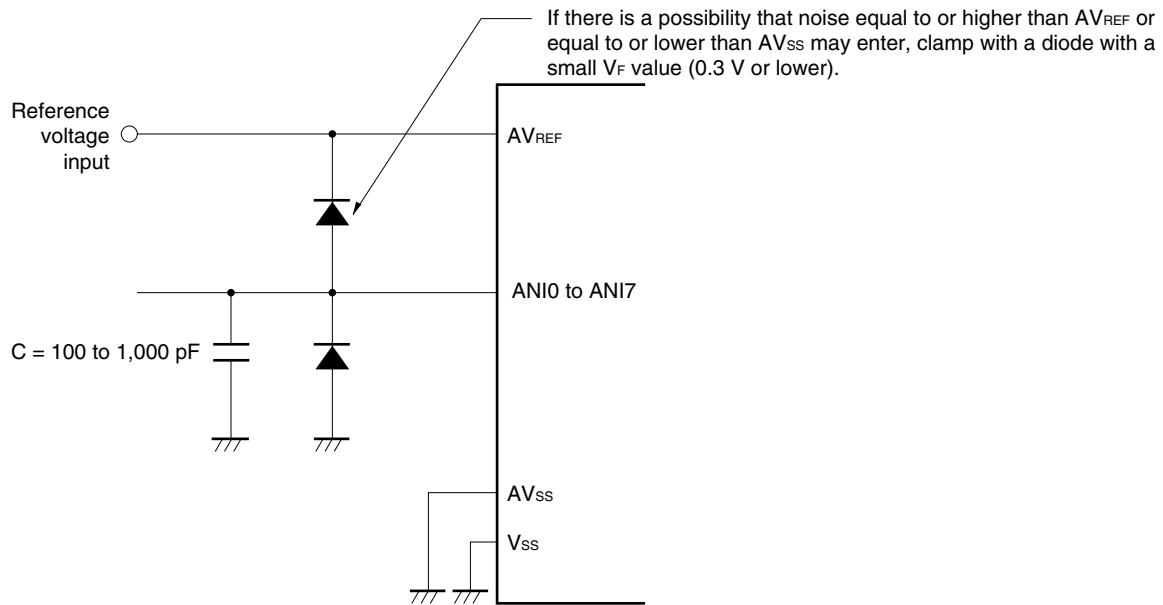 If there is a possibility that noise equal to or higher than AVREF or
equal to or lower than AVSS may enter, clamp with a diode with a
small VF value (0.3 V or lower).
Reference
voltage
input
AVREF
ANI0 to ANI7
C = 100 to 1,000 pF
AVSS
VSS